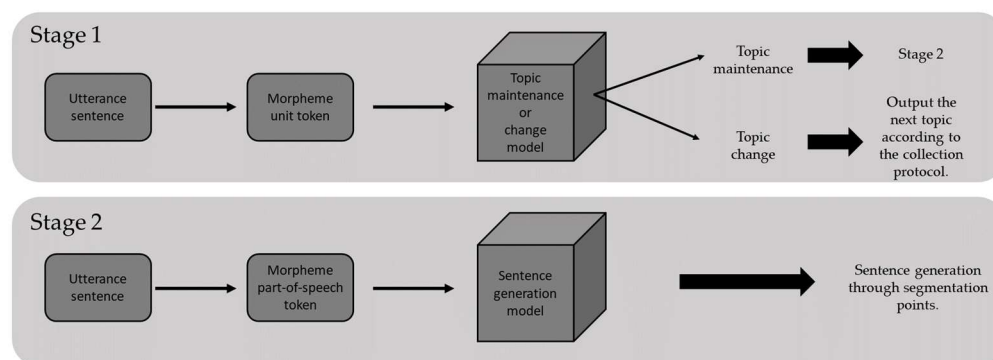 Stage 1
Utterance
sentence
Morpheme
unit token
Topic
maintenance
or
change
model
Topic
maintenance
Stage 2
Topic
change
Output the
next topic
according to
the collection
protocol.
Stage 2
Utterance
sentence
Morpheme
part-of-speech
token
Sentence
generation
model
Sentence generation
through segmentation
points.